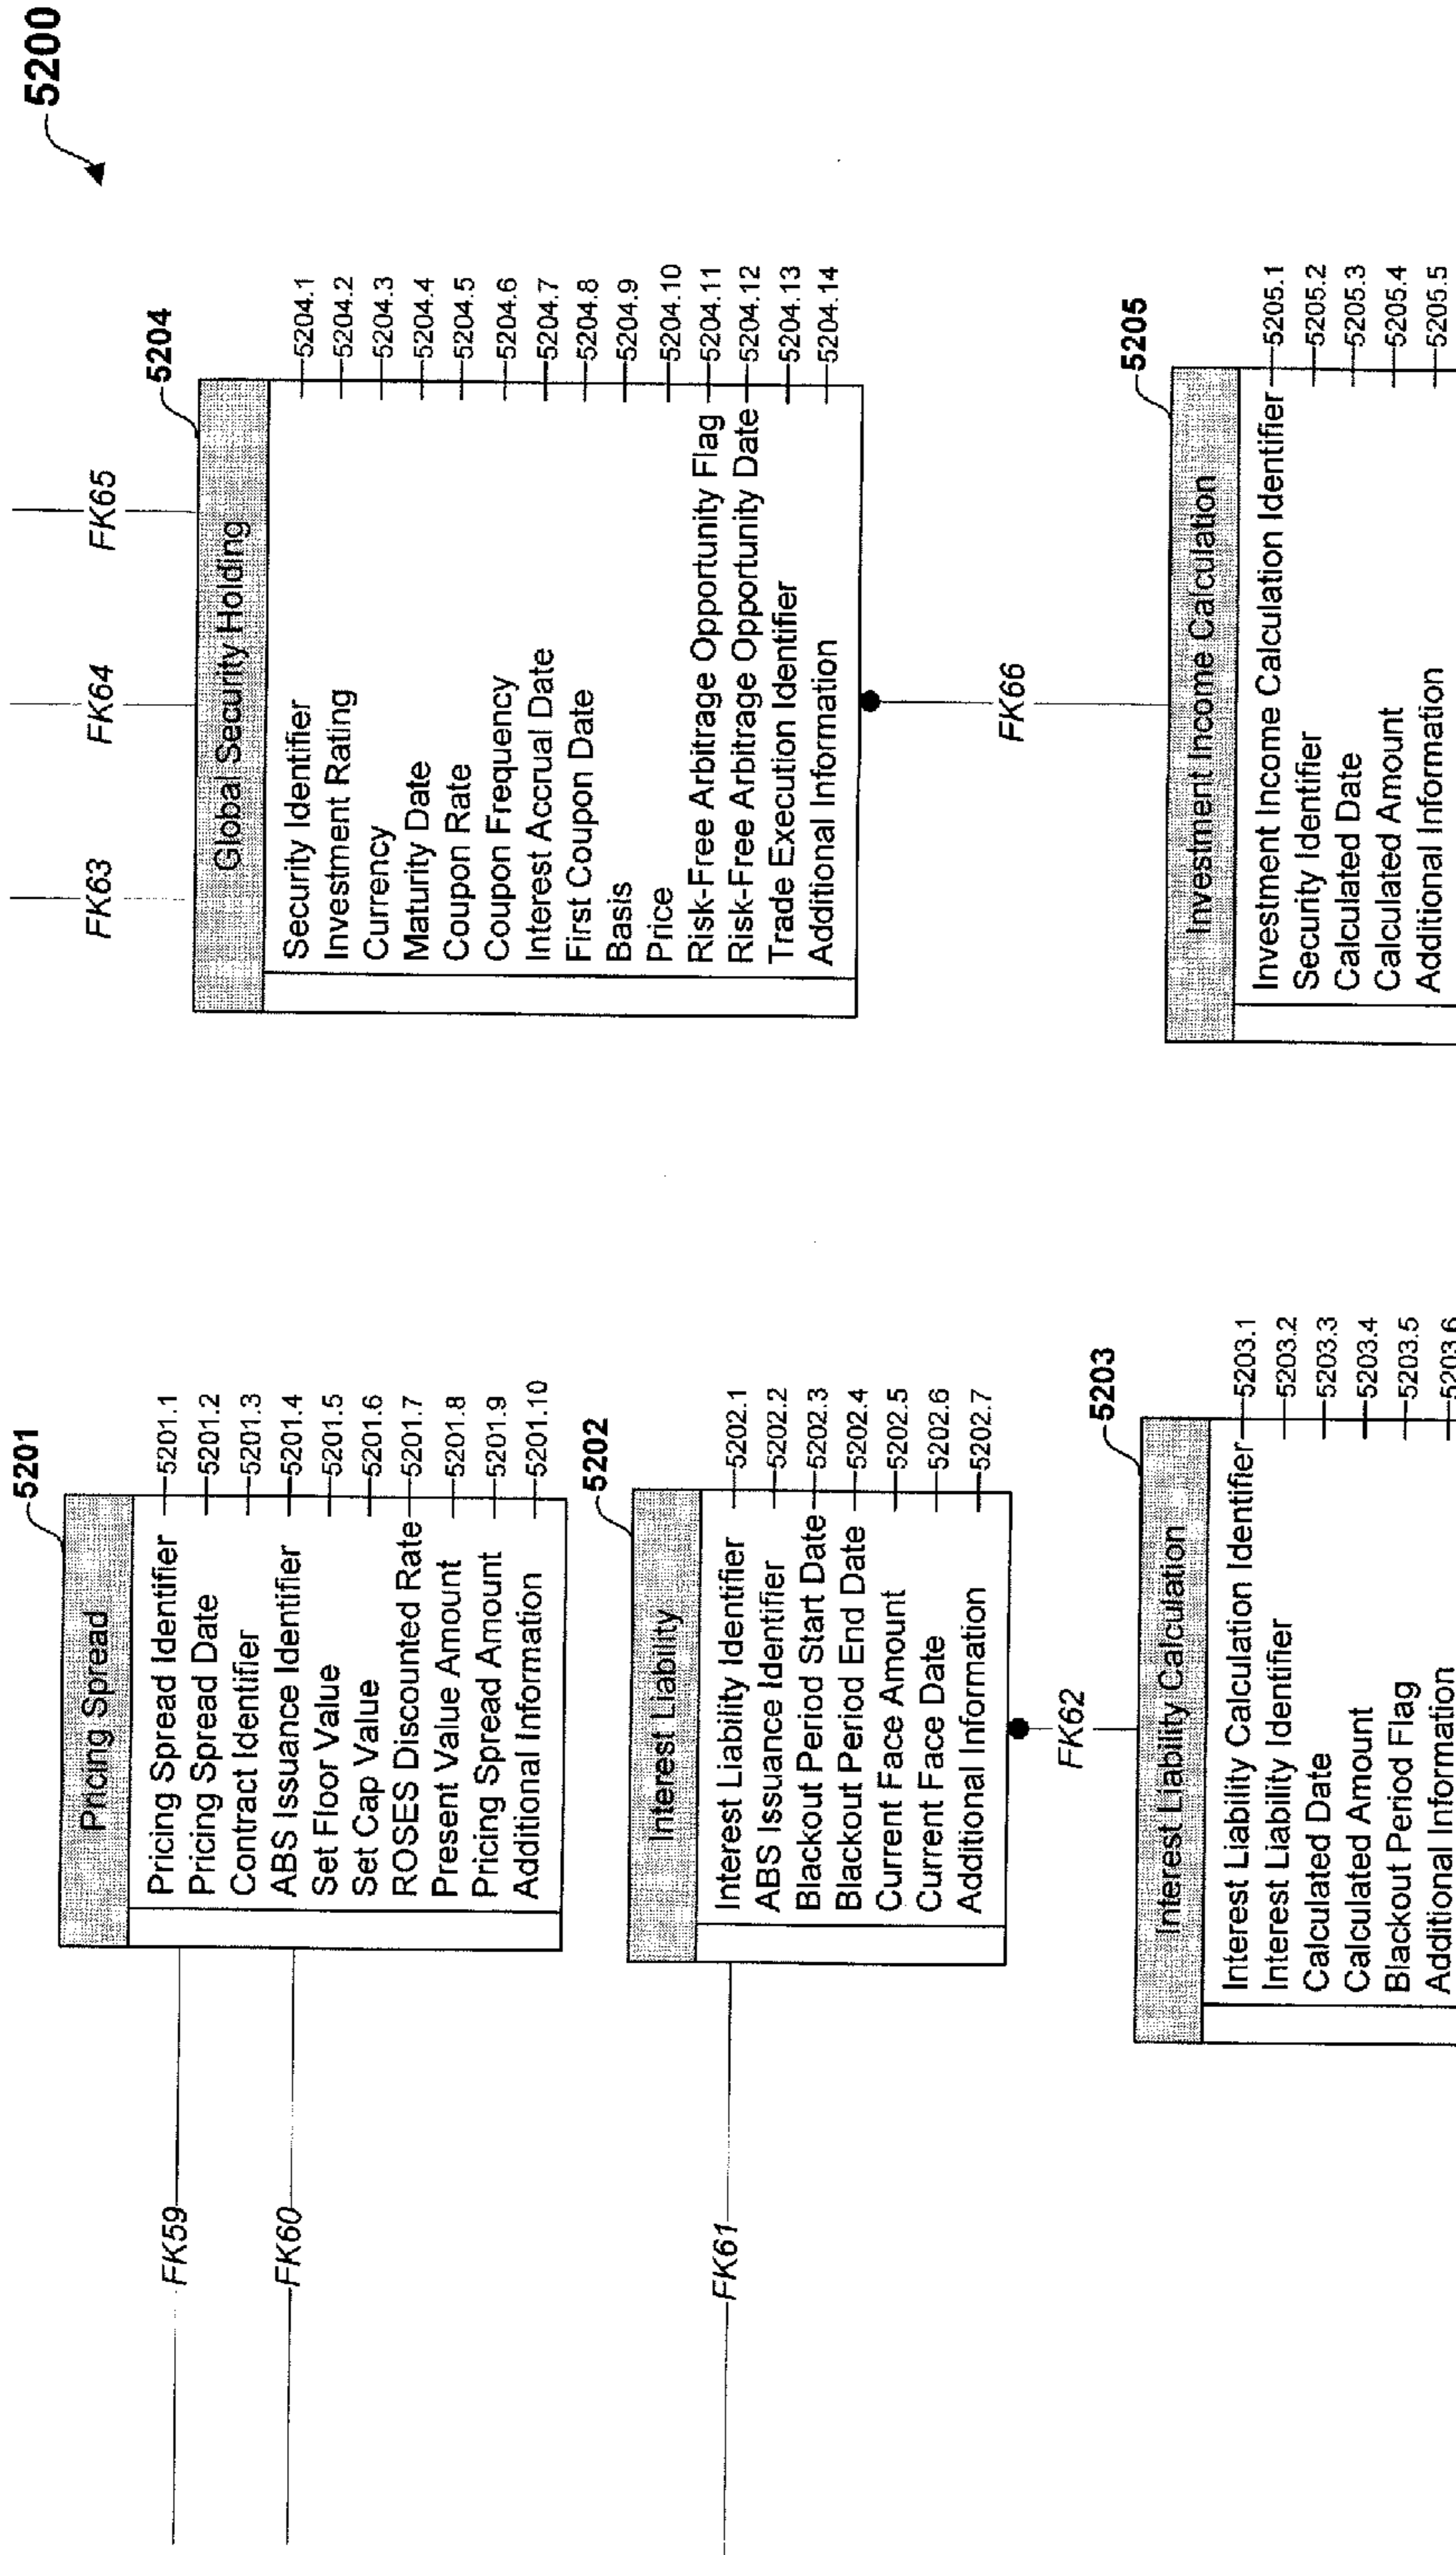 5200
5201
Pricing Spread
Pricing Spread Identifier 5201.1
Pricing Spread Date 5201.2
Contract Identifier 5201.3
ABS Issuance Identifier 5201.4
Set Floor Value 5201.5
Set Cap Value 5201.6
ROSES Discounted Rate 5201.7
Present Value Amount 5201.8
Pricing Spread Amount 5201.9
Additional Information 5201.10
FK59
FK60
5202
Interest Liability
Interest Liability Identifier 5202.1
ABS Issuance Identifier 5202.2
Blackout Period Start Date 5202.3
Blackout Period End Date 5202.4
Current Face Amount 5202.5
Current Face Date 5202.6
Additional Information 5202.7
FK61
FK62
5203
Interest Liability Calculation
Interest Liability Calculation Identifier 5203.1
Interest Liability Identifier 5203.2
Calculated Date 5203.3
Calculated Amount 5203.4
Blackout Period Flag 5203.5
Additional Information 5203.6
FK63
FK64
FK65
5204
Global Security Holding
Security Identifier 5204.1
Investment Rating 5204.2
Currency 5204.3
Maturity Date 5204.4
Coupon Rate 5204.5
Coupon Frequency 5204.6
Interest Accrual Date 5204.7
First Coupon Date 5204.8
Basis 5204.9
Price 5204.10
Risk-Free Arbitrage Opportunity Flag 5204.11
Risk-Free Arbitrage Opportunity Date 5204.12
Trade Execution Identifier 5204.13
Additional Information 5204.14
FK66
5205
Investment Income Calculation
Investment Income Calculation Identifier 5205.1
Security Identifier 5205.2
Calculated Date 5205.3
Calculated Amount 5205.4
Additional Information 5205.5